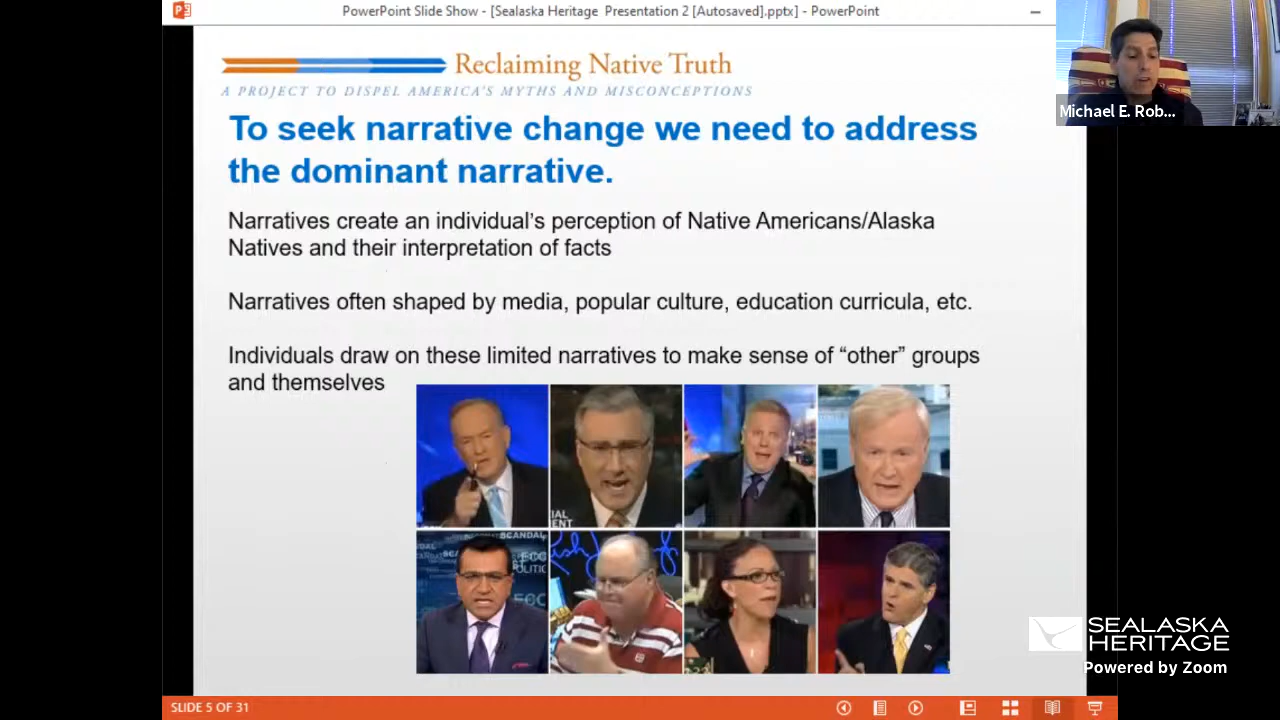 PowerPoint Slide Show - [Sealaska Heritage Presentation 2 [Autosaved].pptx] - PowerPoint
Reclaiming Native Truth
A PROJECT TO DISPEL AMERICA'S MYTHS AND MISCONCEPTIONS
To seek narrative change we need to address
the dominant narrative.
Narratives create an individual's perception of Native Americans/Alaska
Natives and their interpretation of facts
Narratives often shaped by media, popular culture, education curricula, etc.
Individuals draw on these limited narratives to make sense of “other” groups
and themselves
SCANDAL
Michael E. Rob...
SEALASKA
HERITAGE
Powered by Zoom
SLIDE 5 OF 31